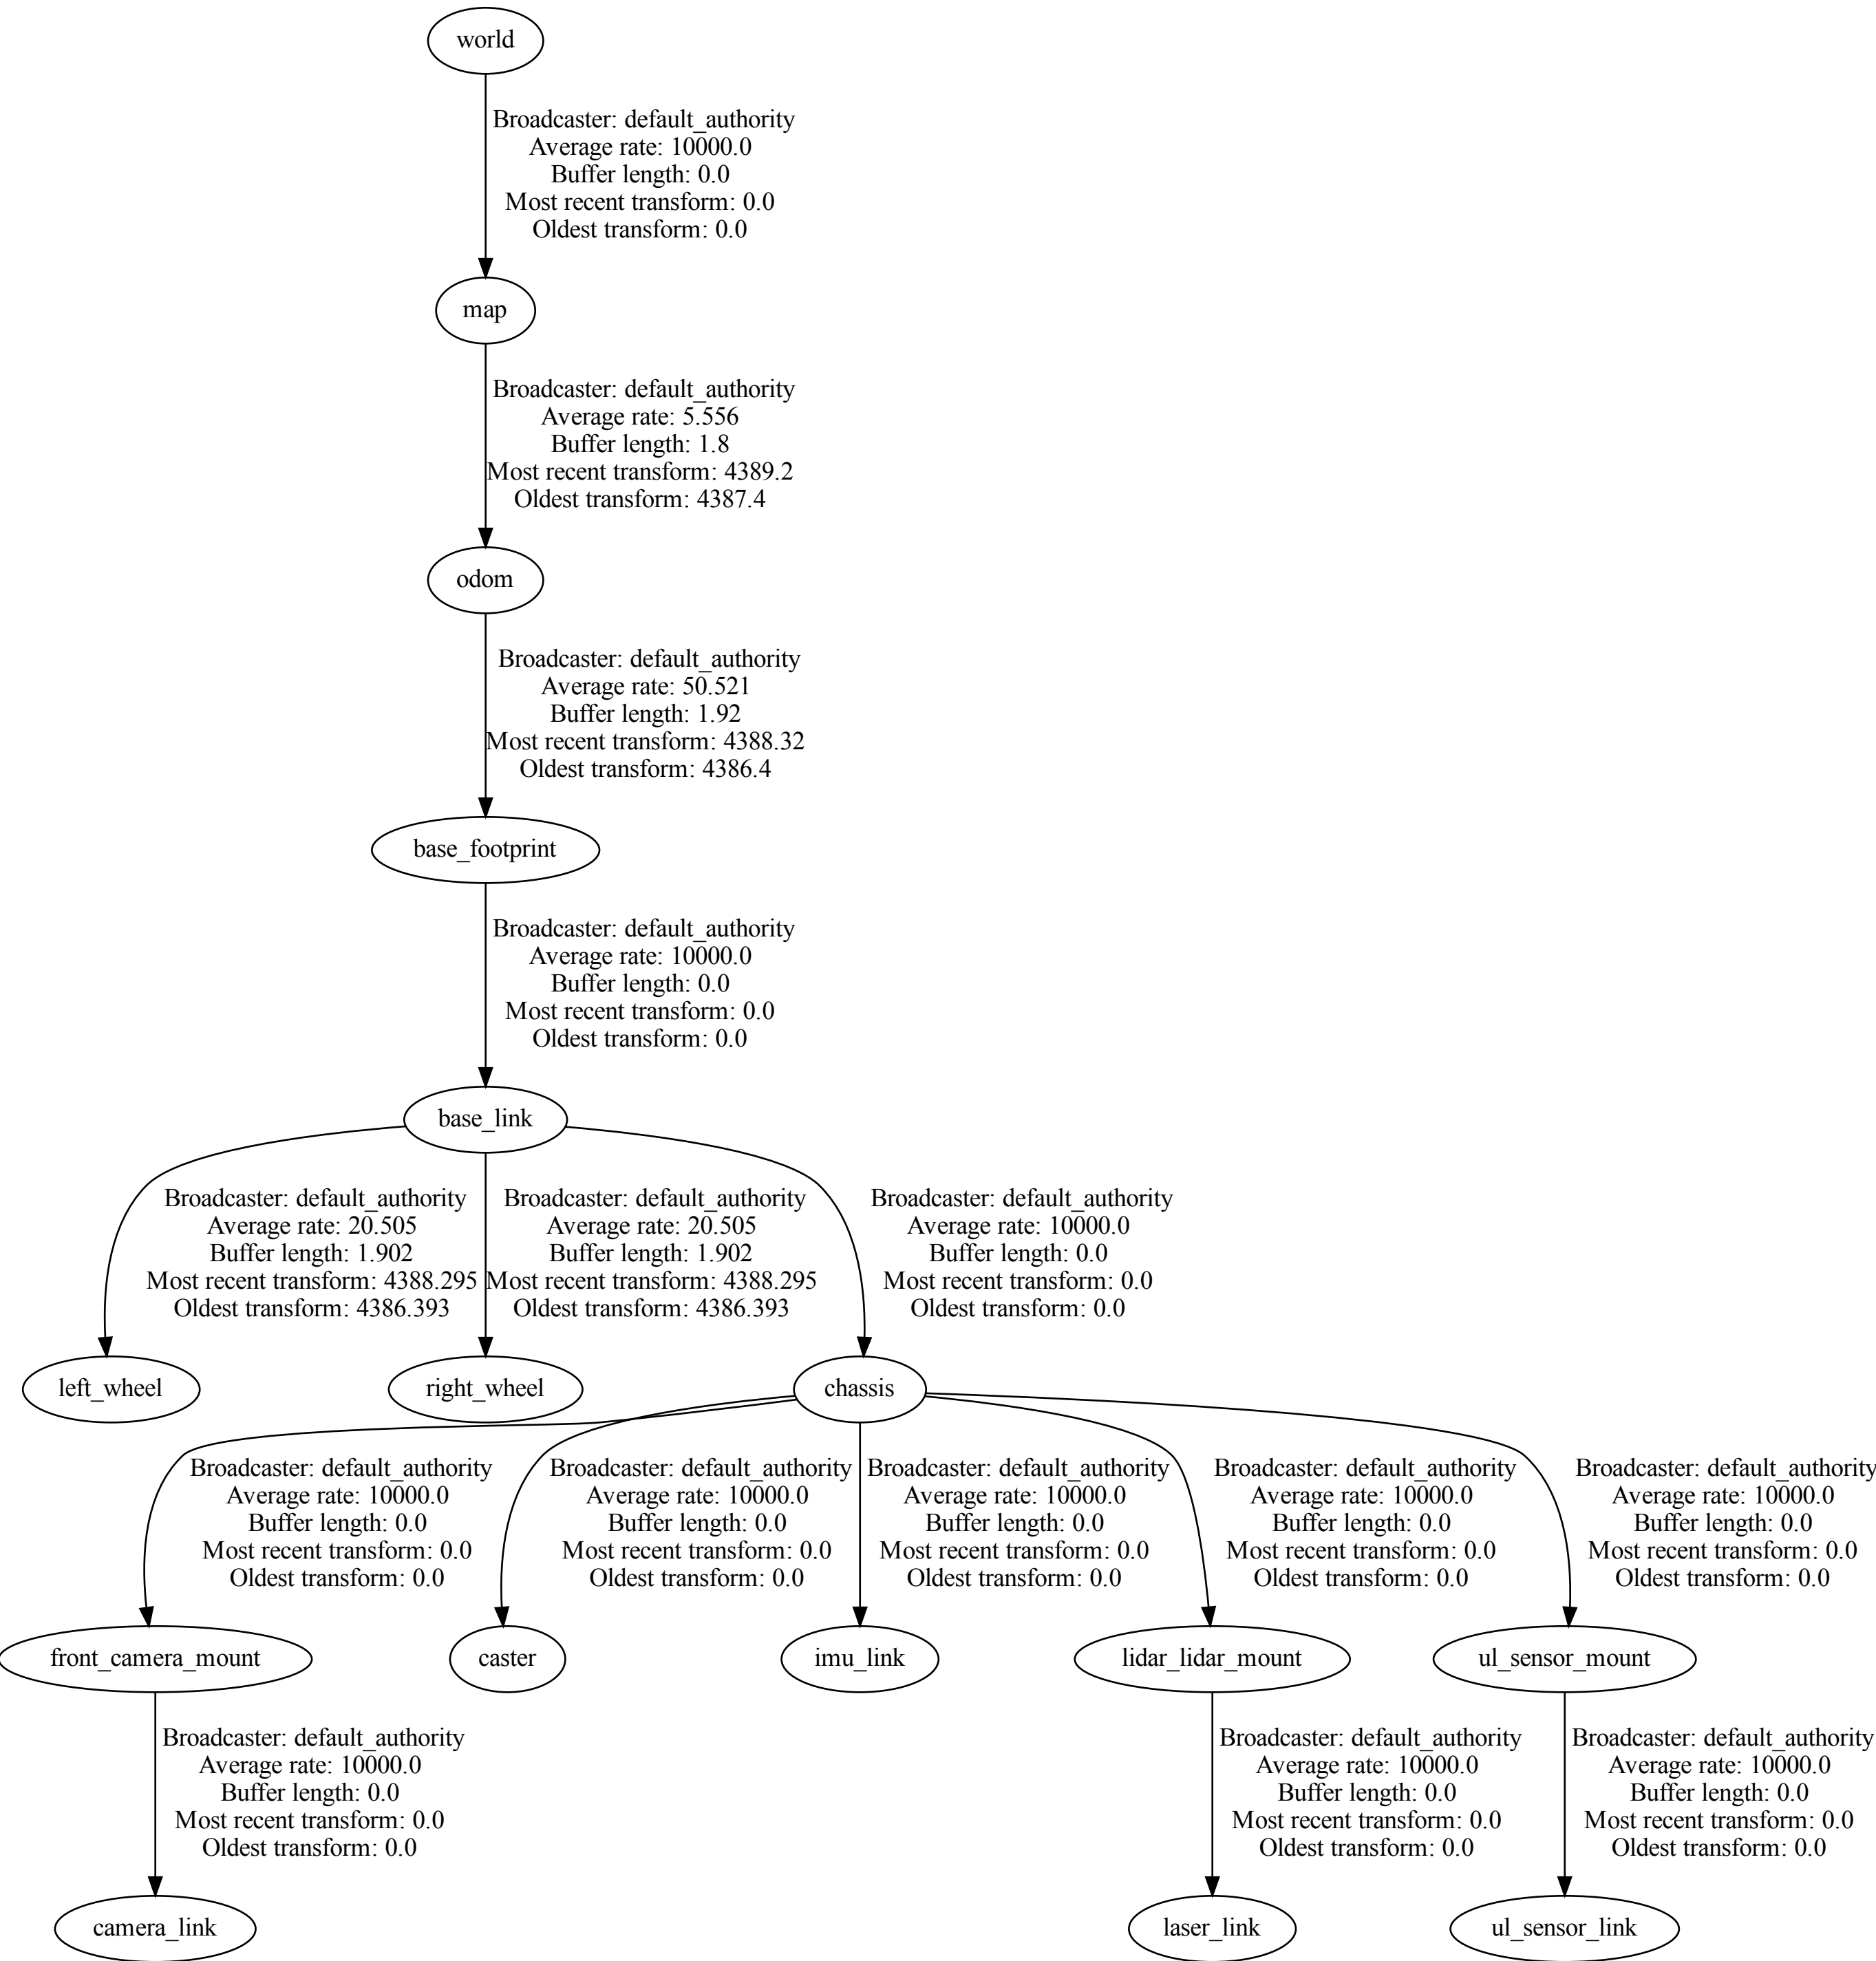 world
Broadcaster: default_authority
Average rate: 10000.0
Buffer length: 0.0
Most recent transform: 0.0
Oldest transform: 0.0
map
Broadcaster: default_authority
Average rate: 5.556
Buffer length: 1.8
Most recent transform: 4389.2
Oldest transform: 4387.4
odom
Broadcaster: default_authority
Average rate: 50.521
Buffer length: 1.92
Most recent transform: 4388.32
Oldest transform: 4386.4
base_footprint
Broadcaster: default_authority
Average rate: 10000.0
Buffer length: 0.0
Most recent transform: 0.0
Oldest transform: 0.0
base_link
Broadcaster: default_authority
Average rate: 20.505
Buffer length: 1.902
Most recent transform: 4388.295
Oldest transform: 4386.393
Broadcaster: default_authority
Average rate: 20.505
Buffer length: 1.902
Most recent transform: 4388.295
Oldest transform: 4386.393
Broadcaster: default_authority
Average rate: 10000.0
Buffer length: 0.0
Most recent transform: 0.0
Oldest transform: 0.0
left_wheel
right_wheel
chassis
Broadcaster: default_authority
Average rate: 10000.0
Buffer length: 0.0
Most recent transform: 0.0
Oldest transform: 0.0
Broadcaster: default_authority
Average rate: 10000.0
Buffer length: 0.0
Most recent transform: 0.0
Oldest transform: 0.0
Broadcaster: default_authority
Average rate: 10000.0
Buffer length: 0.0
Most recent transform: 0.0
Oldest transform: 0.0
Broadcaster: default_authority
Average rate: 10000.0
Buffer length: 0.0
Most recent transform: 0.0
Oldest transform: 0.0
Broadcaster: default_authority
Average rate: 10000.0
Buffer length: 0.0
Most recent transform: 0.0
Oldest transform: 0.0
front_camera_mount
caster
imu_link
lidar_lidar_mount
ul_sensor_mount
Broadcaster: default_authority
Average rate: 10000.0
Buffer length: 0.0
Most recent transform: 0.0
Oldest transform: 0.0
Broadcaster: default_authority
Average rate: 10000.0
Buffer length: 0.0
Most recent transform: 0.0
Oldest transform: 0.0
Broadcaster: default_authority
Average rate: 10000.0
Buffer length: 0.0
Most recent transform: 0.0
Oldest transform: 0.0
camera_link
laser_link
ul_sensor_link